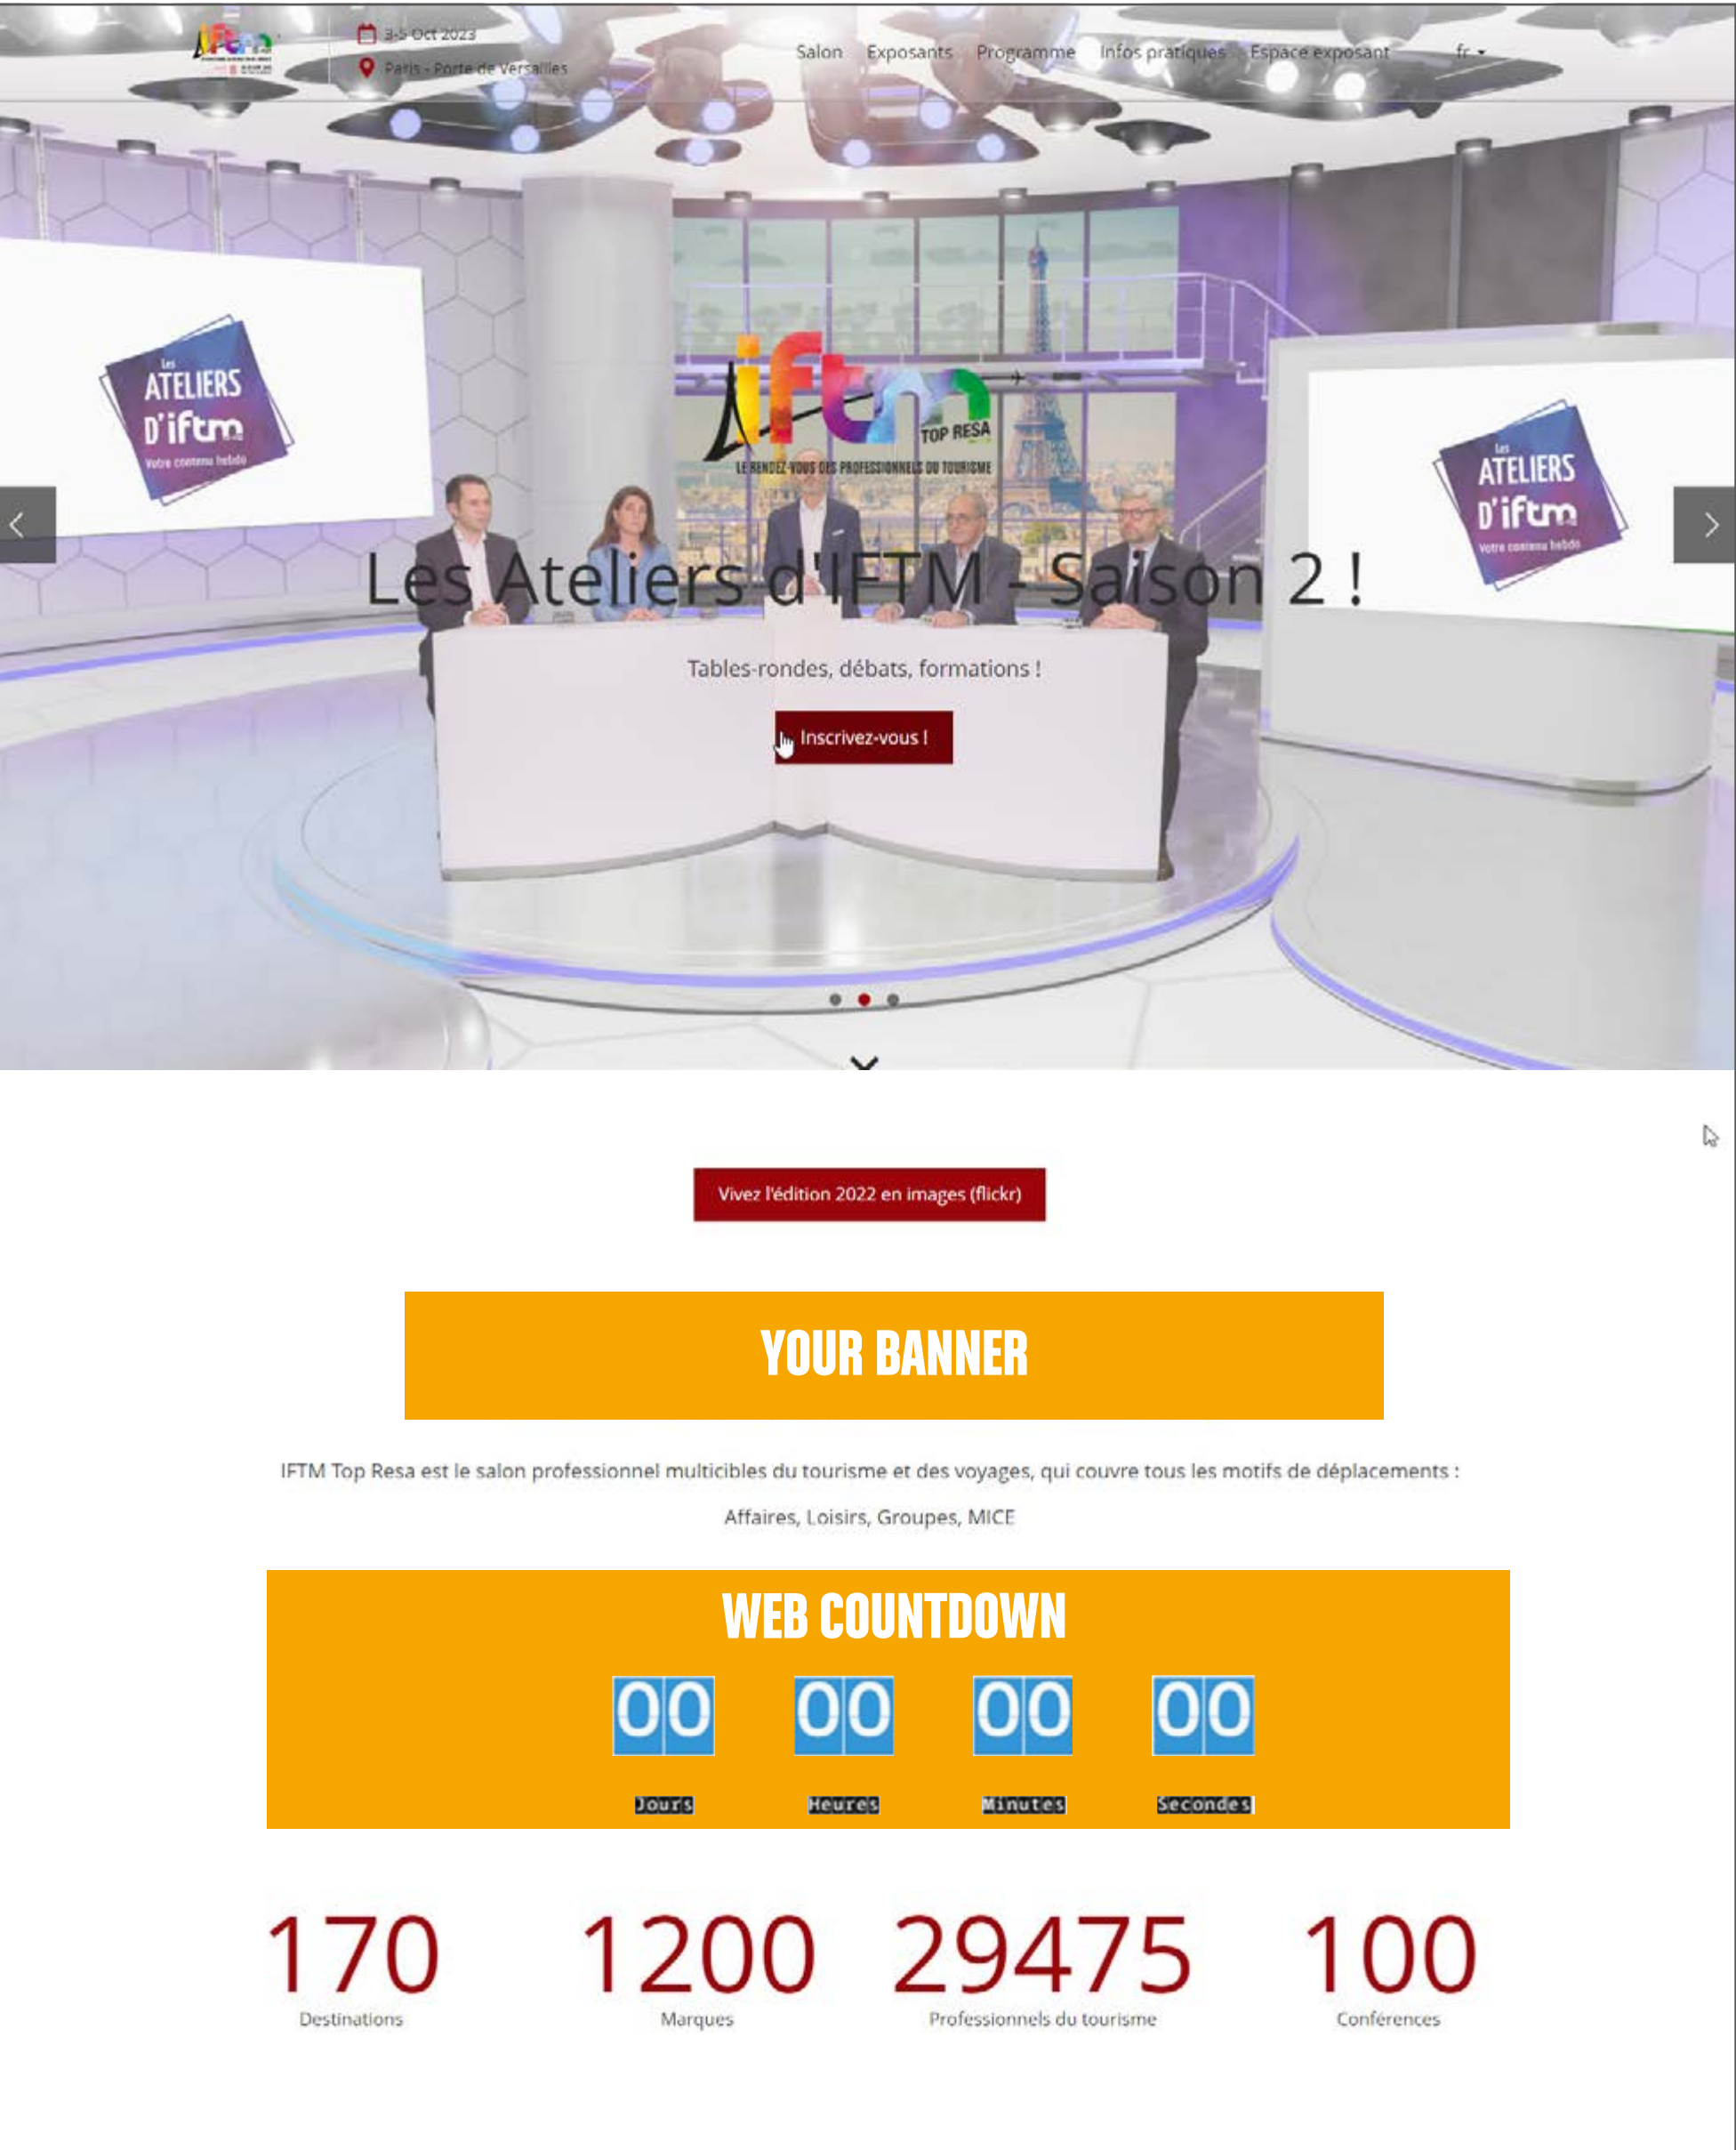 iftm
3-5 Oct 2023
Paris - Porte de Versailles
Salon Exposants Programme Infos pratiques Espace exposant fr
Les
ATELIERS
D'iftm
Votre contenu hebdo
iftm
TOP RESA
LE RENDEZ-VOUS DES PROFESSIONNELS DU TOURISME
Les
ATELIERS
D'iftm
Votre contenu hebdo
Les Ateliers d'IFTM - Saison 2 !
Tables-rondes, débats, formations !
Inscrivez-vous !
Vivez l'édition 2022 en images (flickr)
YOUR BANNER
IFTM Top Resa est le salon professionnel multicibles du tourisme et des voyages, qui couvre tous les motifs de déplacements :
Affaires, Loisirs, Groupes, MICE
WEB COUNTDOWN
00 00 00 00
Jours Heures Minutes Secondes
170 1200 29475 100
Destinations Marques Professionnels du tourisme Conférences